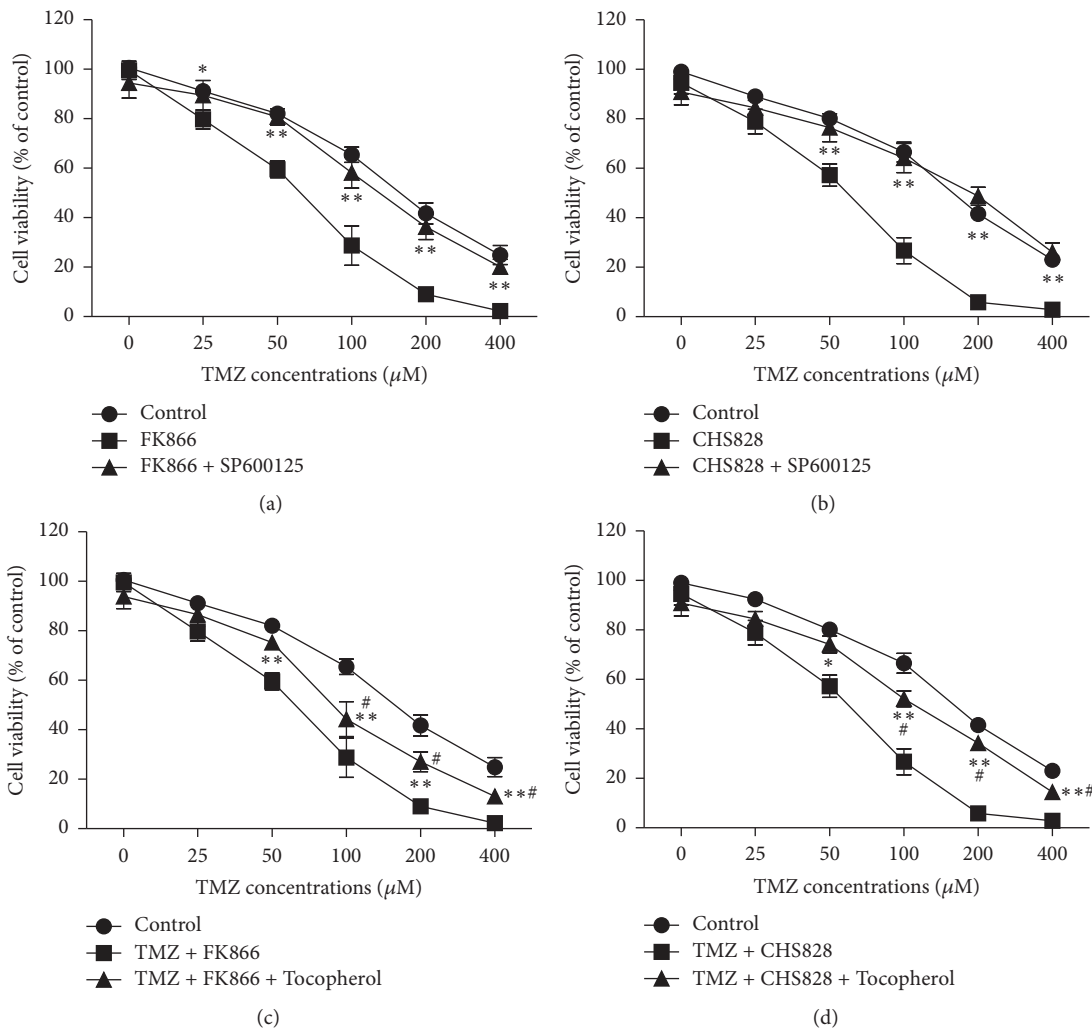 120
100
80
60
40
20
0
Cell viability (% of control)
*
**
**
**
**
0 25 50 100 200 400
TMZ concentrations (μM)
Control
FK866
FK866 + SP600125
(a)
120
100
80
60
40
20
0
Cell viability (% of control)
**
**
**
**
0 25 50 100 200 400
TMZ concentrations (μM)
Control
CHS828
CHS828 + SP600125
(b)
120
100
80
60
40
20
0
Cell viability (% of control)
**
#
**
#
**
**#
0 25 50 100 200 400
TMZ concentrations (μM)
Control
TMZ + FK866
TMZ + FK866 + Tocopherol
(c)
120
100
80
60
40
20
0
Cell viability (% of control)
*
**
#
**
#
**#
0 25 50 100 200 400
TMZ concentrations (μM)
Control
TMZ + CHS828
TMZ + CHS828 + Tocopherol
(d)